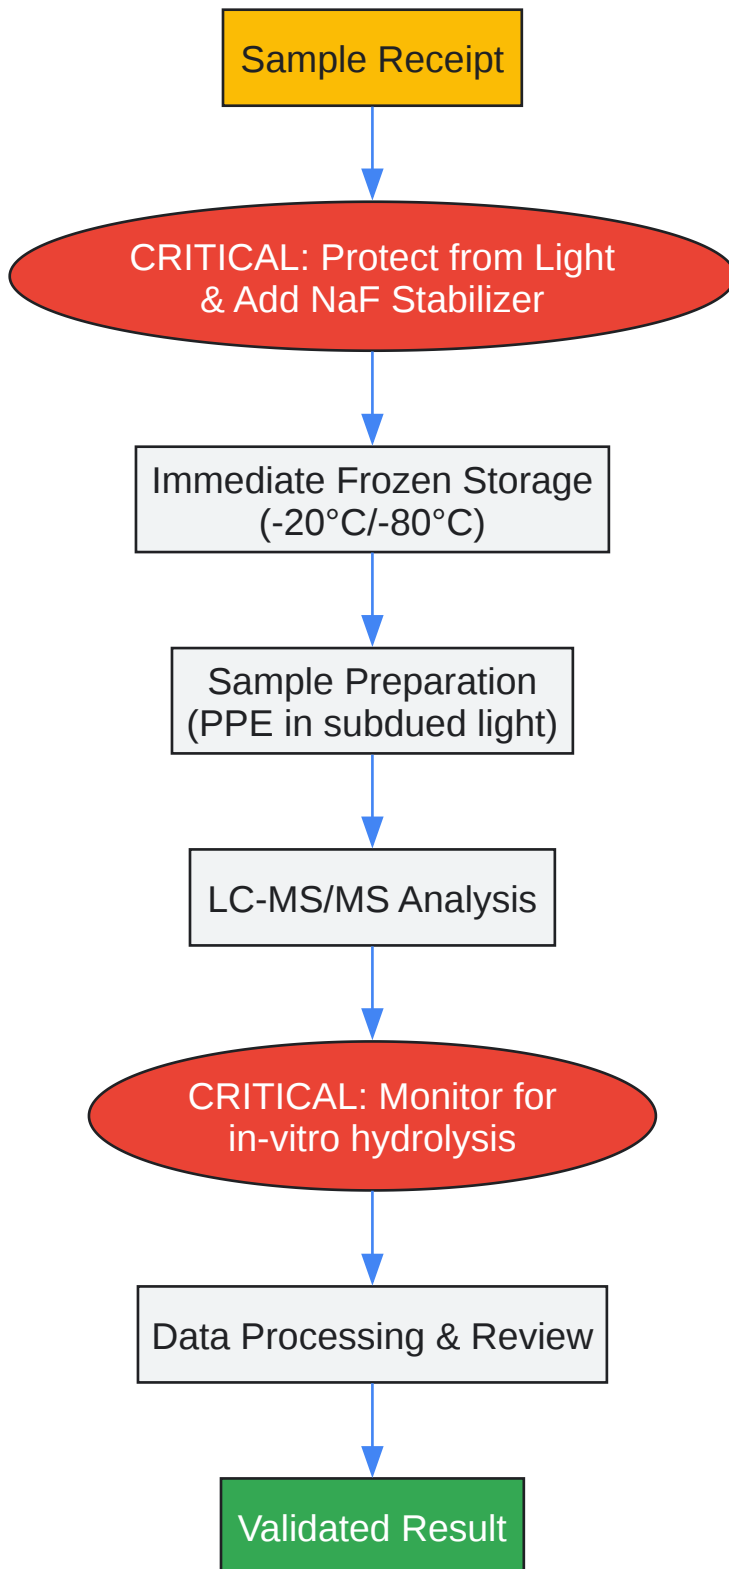 Sample Receipt
CRITICAL: Protect from Light
& Add NaF Stabilizer
Immediate Frozen Storage
(-20°C/-80°C)
Sample Preparation
(PPE in subdued light)
LC-MS/MS Analysis
CRITICAL: Monitor for
in-vitro hydrolysis
Data Processing & Review
Validated Result